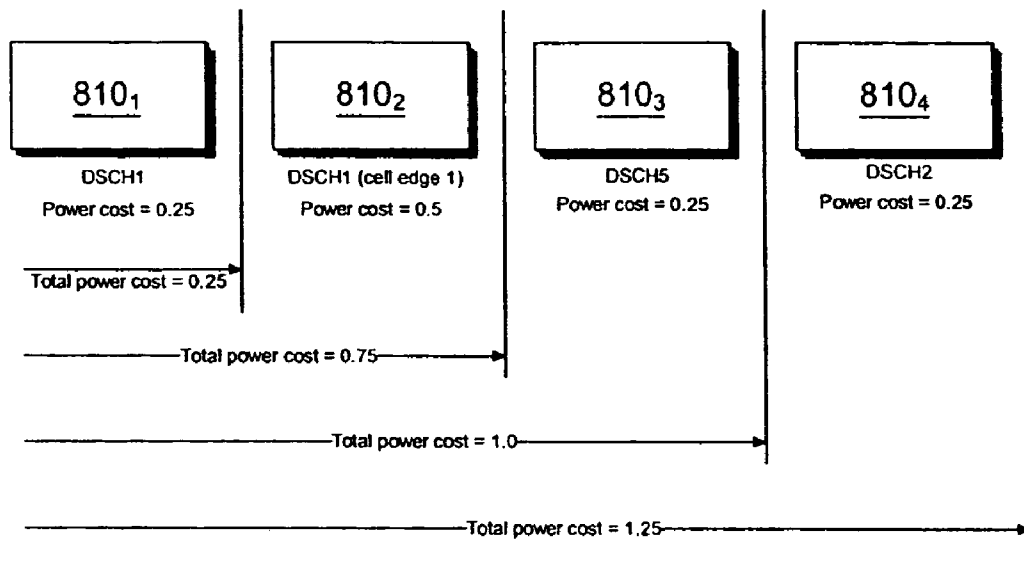 810₁
810₂
810₃
810₄
DSCH1
DSCH1 (cell edge 1)
DSCH5
DSCH2
Power cost = 0.25
Power cost = 0.5
Power cost = 0.25
Power cost = 0.25
Total power cost = 0.25
Total power cost = 0.75
Total power cost = 1.0
Total power cost = 1.25